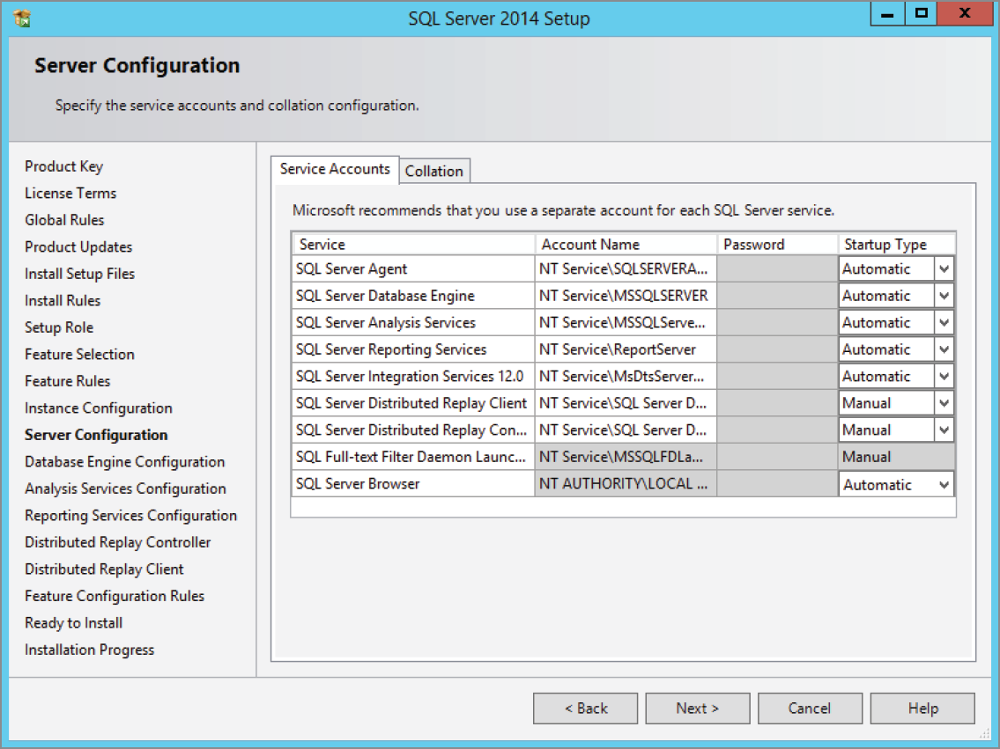 SQL Server 2014 Setup
Server Configuration
Specify the service accounts and collation configuration.
Product Key
License Terms
Global Rules
Product Updates
Install Setup Files
Install Rules
Setup Role
Feature Selection
Feature Rules
Instance Configuration
Server Configuration
Database Engine Configuration
Analysis Services Configuration
Reporting Services Configuration
Distributed Replay Controller
Distributed Replay Client
Feature Configuration Rules
Ready to Install
Installation Progress
Service Accounts Collation
Microsoft recommends that you use a separate account for each SQL Server service.
Service Account Name Password Startup Type
SQL Server Agent NT Service\SQLSERVERA... Automatic
SQL Server Database Engine NT Service\MSSQLSERVER Automatic
SQL Server Analysis Services NT Service\MSSQLServe... Automatic
SQL Server Reporting Services NT Service\ReportServer Automatic
SQL Server Integration Services 12.0 NT Service\MsDtsServer... Automatic
SQL Server Distributed Replay Client NT Service\SQL Server D... Manual
SQL Server Distributed Replay Con... NT Service\SQL Server D... Manual
SQL Full-text Filter Daemon Launc... NT Service\MSSQLFDLa... Manual
SQL Server Browser NT AUTHORITY\LOCAL ... Automatic
< Back Next > Cancel Help